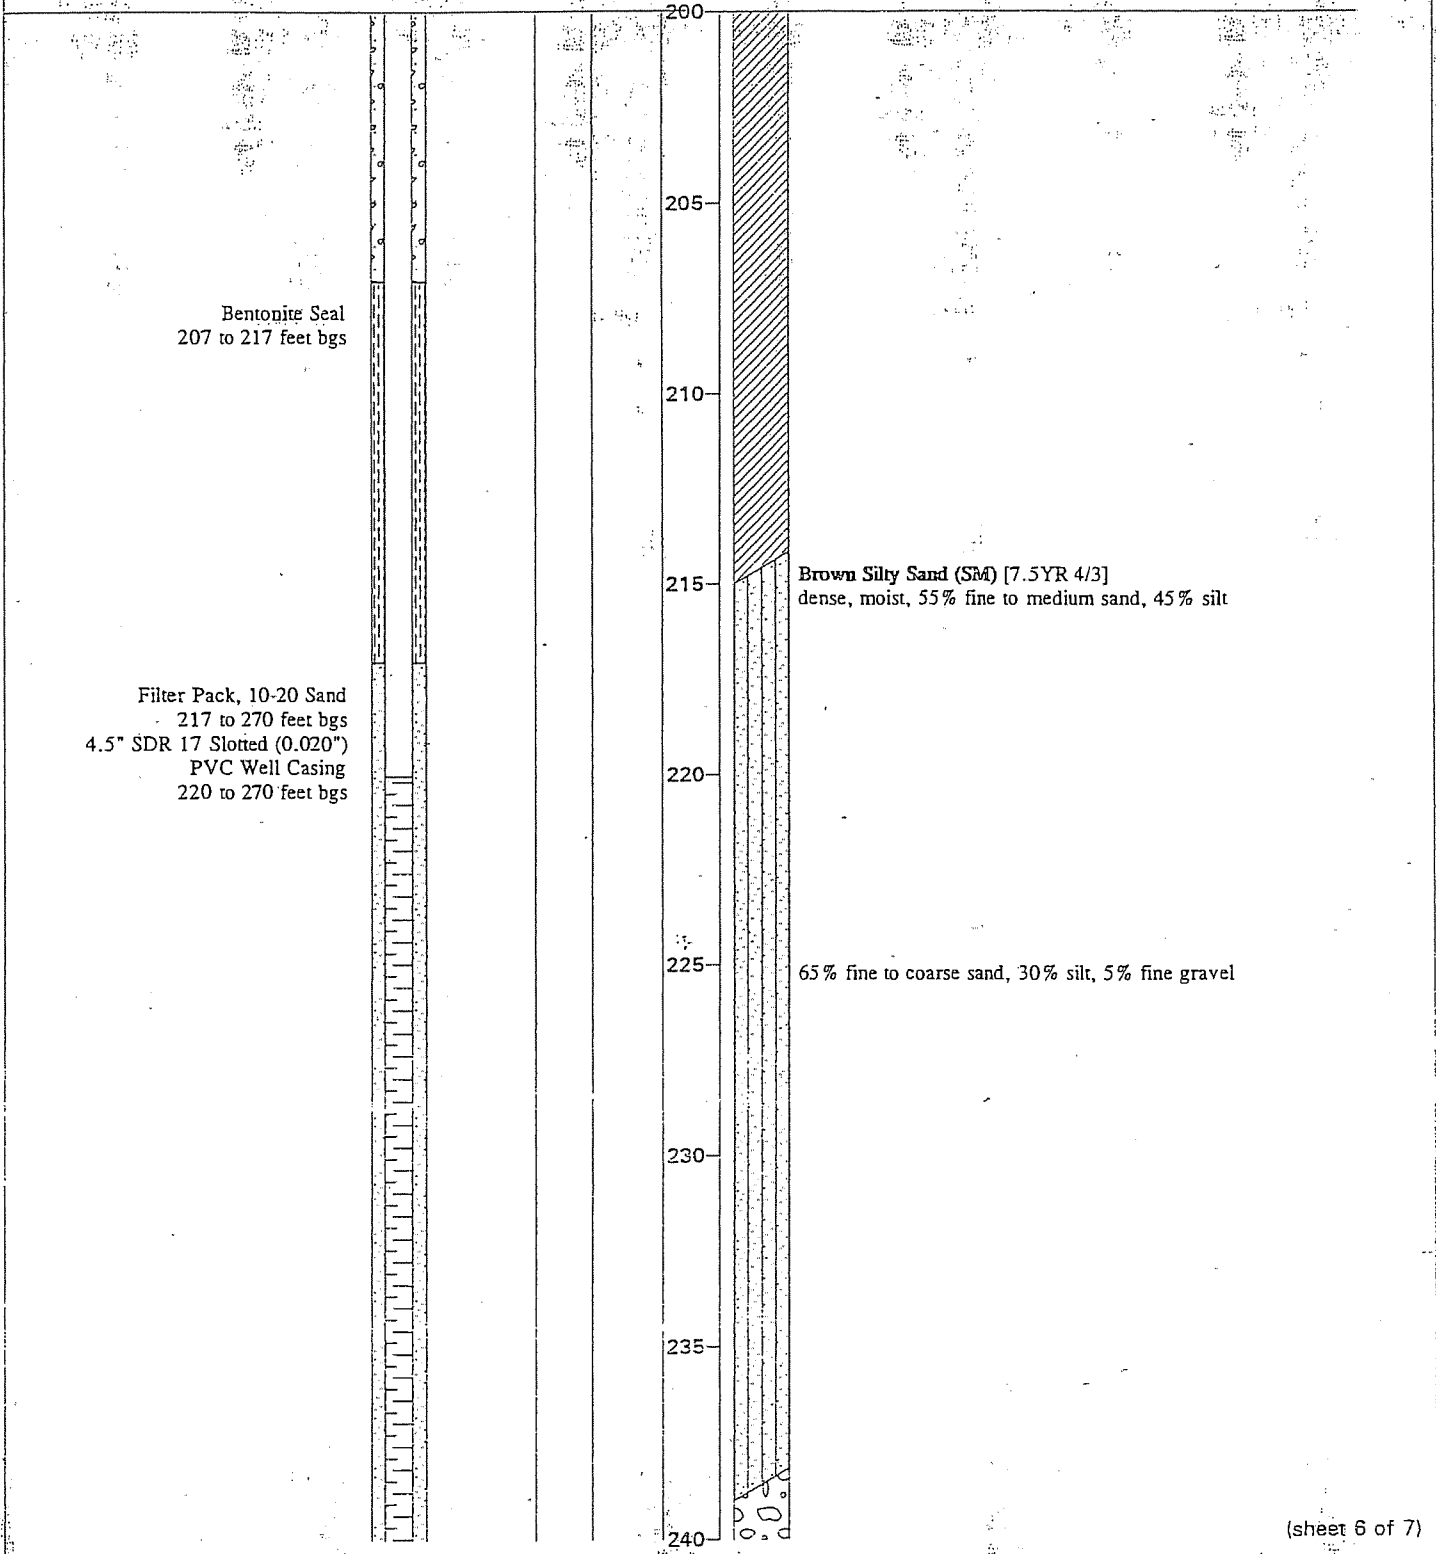 200
205
Bentonite Seal
207 to 217 feet bgs
210
215
Brown Silty Sand (SM) [7.5YR 4/3]
dense, moist, 55% fine to medium sand, 45% silt
Filter Pack, 10-20 Sand
217 to 270 feet bgs
4.5" SDR 17 Slotted (0.020")
PVC Well Casing
220 to 270 feet bgs
220
225
65% fine to coarse sand, 30% silt, 5% fine gravel
230
235
240
(sheet 6 of 7)